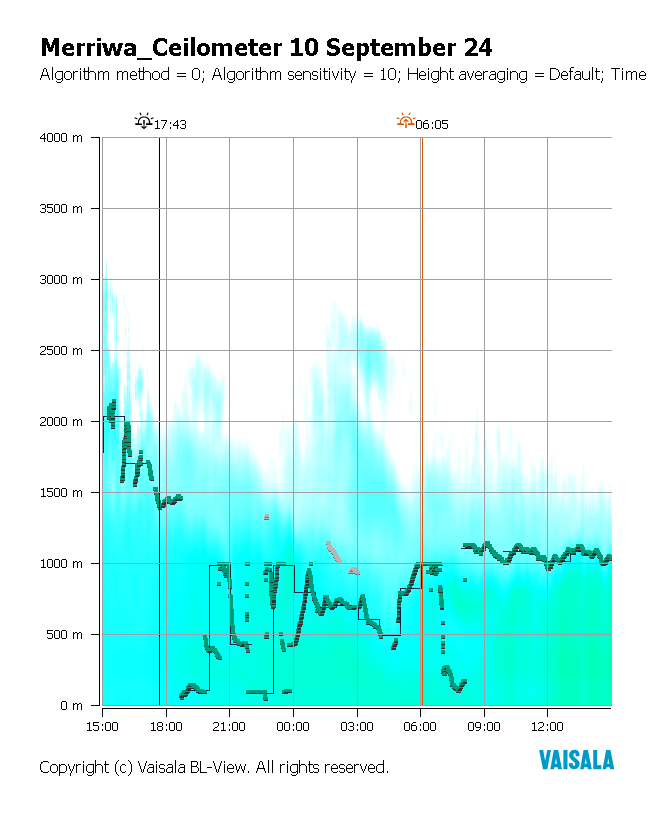 Merriwa_Ceilometer 10 September 24
Algorithm method = 0; Algorithm sensitivity = 10; Height averaging = Default; Time
17:43 06:05
4000 m
3500 m
3000 m
2500 m
2000 m
1500 m
1000 m
500 m
0 m
15:00 18:00 21:00 00:00 03:00 06:00 09:00 12:00
VAISALA
Copyright (c) Vaisala BL-View. All rights reserved.